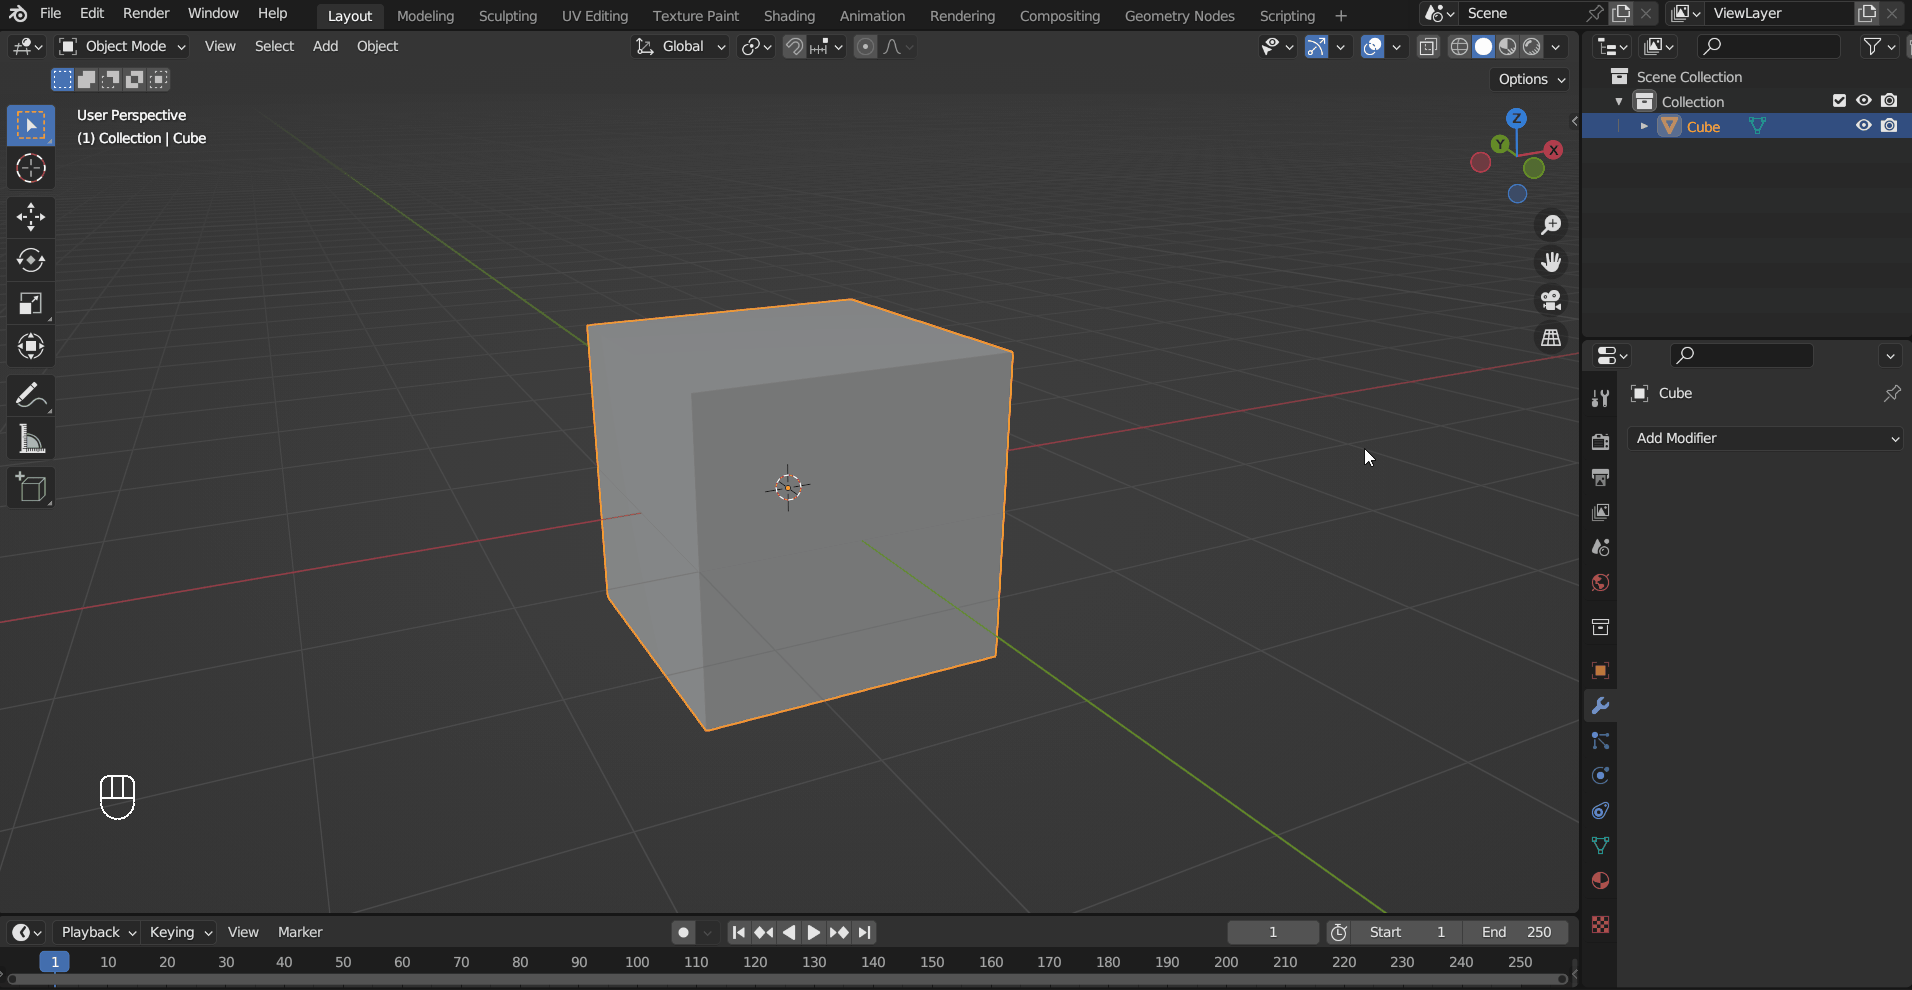 File Edit Render Window Help Layout Modeling Sculpting UV Editing Texture Paint Shading Animation Rendering Compositing Geometry Nodes Scripting + Scene ViewLayer
Object Mode View Select Add Object Global
Options
User Perspective
(1) Collection | Cube
Z
Y
X
Scene Collection
Collection
Cube
Cube
Add Modifier
Playback Keying View Marker 1 Start 1 End 250
1 10 20 30 40 50 60 70 80 90 100 110 120 130 140 150 160 170 180 190 200 210 220 230 240 250